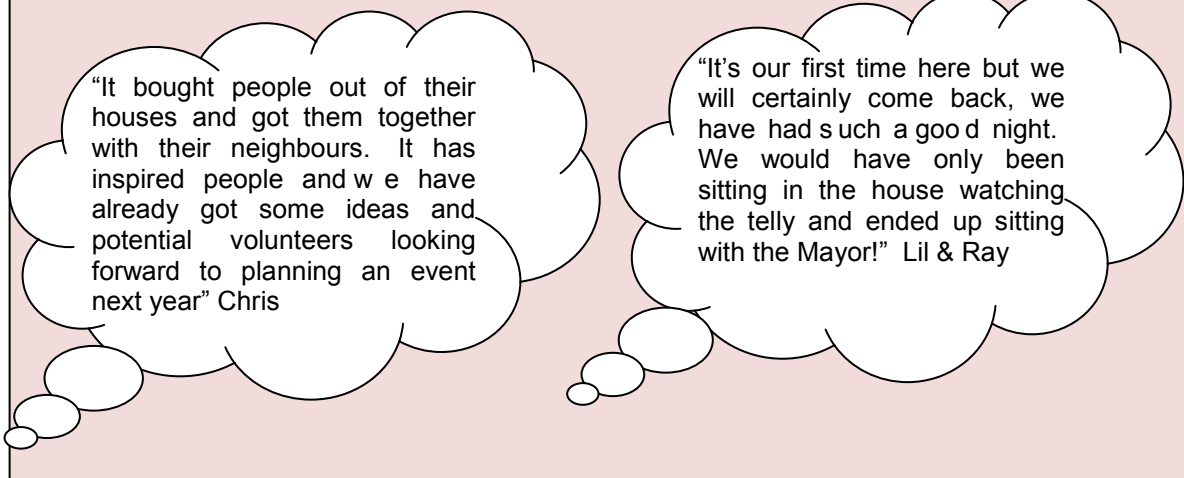 “It bought people out of their
houses and got them together
with their neighbours. It has
inspired people and w e have
already got some ideas and
potential volunteers looking
forward to planning an event
next year” Chris
“It’s our first time here but we
will certainly come back, we
have had s uch a goo d night.
We would have only been
sitting in the house watching
the telly and ended up sitting
with the Mayor!” Lil & Ray